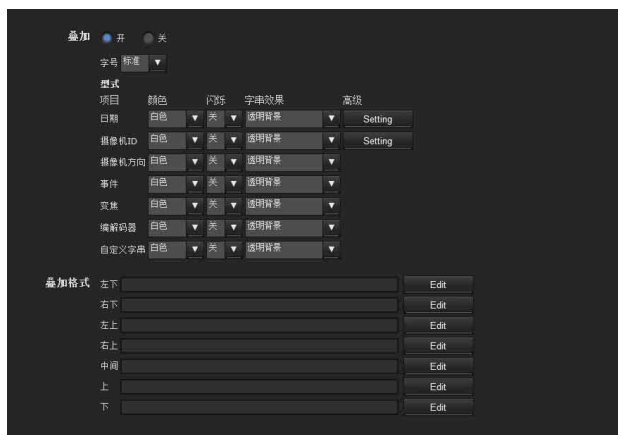 叠加 开 关
字号 标准
型式
项目 颜色 闪烁 字串效果 高级
日期 白色 关 透明背景 Setting
摄像机ID 白色 关 透明背景 Setting
摄像机方向 白色 关 透明背景
事件 白色 关 透明背景
变焦 白色 关 透明背景
编解码器 白色 关 透明背景
自定义字串 白色 关 透明背景
叠加格式 左下 Edit
右下 Edit
左上 Edit
右上 Edit
中间 Edit
上 Edit
下 Edit